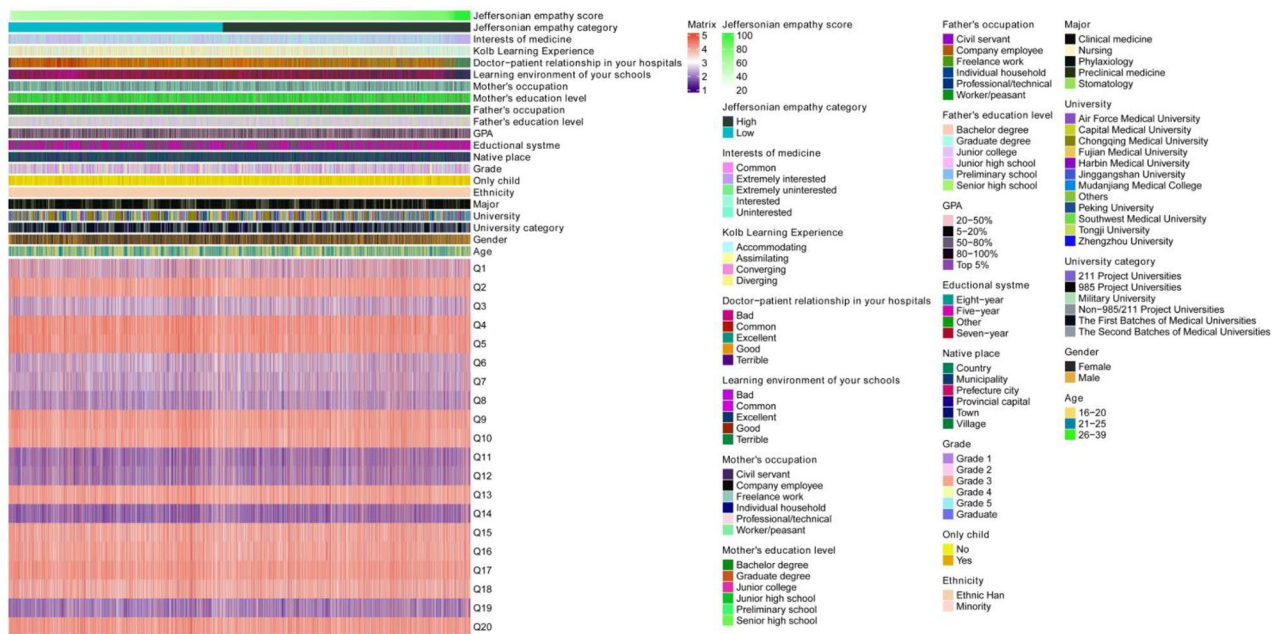 Jeffersonian empathy score
Jeffersonian empathy category
Interests of medicine
Kolb Learning Experience
Doctor−patient relationship in your hospitals
Learning environment of your schools
Mother's occupation
Mother's education level
Father's occupation
Father's education level
GPA
Eductional systme
Native place
Grade
Only child
Ethnicity
Major
University
University category
Gender
Age
Q1
Q2
Q3
Q4
Q5
Q6
Q7
Q8
Q9
Q10
Q11
Q12
Q13
Q14
Q15
Q16
Q17
Q18
Q19
Q20
Matrix
5
4
3
2
1
Jeffersonian empathy score
100
80
60
40
20
Jeffersonian empathy category
High
Low
Interests of medicine
Common
Extremely interested
Extremely uninterested
Interested
Uninterested
Kolb Learning Experience
Accommodating
Assimilating
Converging
Diverging
Doctor−patient relationship in your hospitals
Bad
Common
Excellent
Good
Terrible
Learning environment of your schools
Bad
Common
Excellent
Good
Terrible
Mother's occupation
Civil servant
Company employee
Freelance work
Individual household
Professional/technical
Worker/peasant
Mother's education level
Bachelor degree
Graduate degree
Junior college
Junior high school
Preliminary school
Senior high school
Father's occupation
Civil servant
Company employee
Freelance work
Individual household
Professional/technical
Worker/peasant
Father's education level
Bachelor degree
Graduate degree
Junior college
Junior high school
Preliminary school
Senior high school
GPA
20−50%
5−20%
50−80%
80−100%
Top 5%
Eductional systme
Eight−year
Five−year
Other
Seven−year
Native place
Country
Municipality
Prefecture city
Provincial capital
Town
Village
Grade
Grade 1
Grade 2
Grade 3
Grade 4
Grade 5
Graduate
Only child
No
Yes
Ethnicity
Ethnic Han
Minority
Major
Clinical medicine
Nursing
Phylaxiology
Preclinical medicine
Stomatology
University
Air Force Medical University
Capital Medical University
Chongqing Medical University
Fujian Medical University
Harbin Medical University
Jinggangshan University
Mudanjiang Medical College
Others
Peking University
Southwest Medical University
Tongji University
Zhengzhou University
University category
211 Project Universities
985 Project Universities
Military University
Non−985/211 Project Universities
The First Batches of Medical Universities
The Second Batches of Medical Universities
Gender
Female
Male
Age
16−20
21−25
26−39